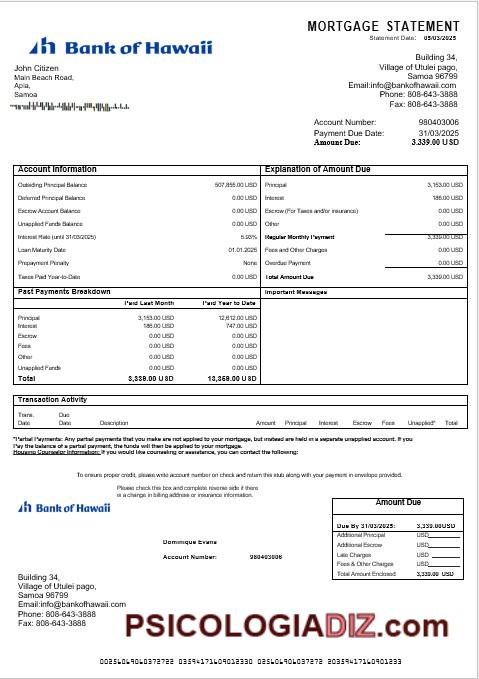 MORTGAGE STATEMENT
Statement Date: 05/03/2025
Bank of Hawaii
John Citizen
Main Beach Road,
Apia,
Samoa
Building 34,
Village of Utulei pago,
Samoa 96799
Email:info@bankofhawaii.com
Phone: 808-643-3888
Fax: 808-643-3888
Account Number: 980403006
Payment Due Date: 31/03/2025
Amount Due: 3.339.00 USD
Account Information
Outsiding Principal Balance 507,855.00 USD
Deferred Principal Balance 0.00 USD
Escrow Account Balance 0.00 USD
Unapplied Funds Balance 0.00 USD
Interest Rate (until 31/03/2025) 5.93%
Loan Maturity Date 01.01.2025
Prepayment Penalty None
Taxes Paid Year-to-Date 0.00 USD
Explanation of Amount Due
Principal 3,153.00 USD
Interest 186.00 USD
Escrow (For Taxes and/or insurance) 0.00 USD
Other 0.00 USD
Regular Monthly Payment 3,339.00 USD
Fees and Other Charges 0.00 USD
Overdue Payment 0.00 USD
Total Amount Due 3,339.00 USD
Past Payments Breakdown
Paid Last Month Paid Year to Date
Principal 3,153.00 USD 12,612.00 USD
Interest 186.00 USD 747.00 USD
Escrow 0.00 USD 0.00 USD
Fees 0.00 USD 0.00 USD
Other 0.00 USD 0.00 USD
Unapplied Funds 0.00 USD 0.00 USD
Total 3,339.00 USD 13,359.00 USD
Important Messages
Transaction Activity
Trans. Date Due Date Description Amount Principal Interest Escrow Fees Unapplied* Total
*Partial Payments: Any partial payments that you make are not applied to your mortgage, but instead are held in a separate unapplied account. If you
Pay the balance of a partial payment, the funds will then be applied to your mortgage.
Housing Counselor Information: If you would like counseling or assistance, you can contact the following:
To ensure proper credit, please write account number on check and return this stub along with your payment in envelope provided.
Please check this box and complete reverse side if there
is a change in billing address or insurance information.
Bank of Hawaii
Dominique Evans
Account Number: 980403006
Amount Due
Due By 31/03/2025: 3,339.00USD
Additional Principal USD
Additional Escrow USD
Late Charges USD
Fees & Other Charges USD
Total Amount Enclosed 3,339.00 USD
Building 34,
Village of Utulei pago,
Samoa 96799
Email:info@bankofhawaii.com
Phone: 808-643-3888
Fax: 808-643-3888
PSICOLOGIADIZ.com